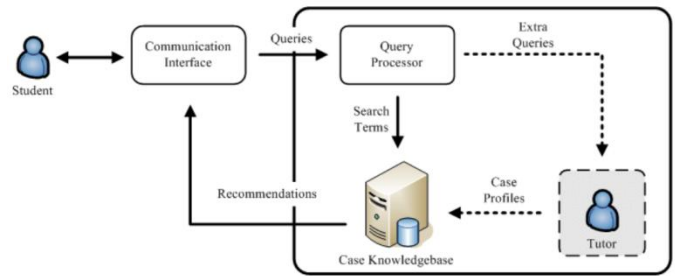 Student
Communication
Interface
Queries
Query
Processor
Extra
Queries
Search
Terms
Recommendations
Case Knowledgebase
Case
Profiles
Tutor